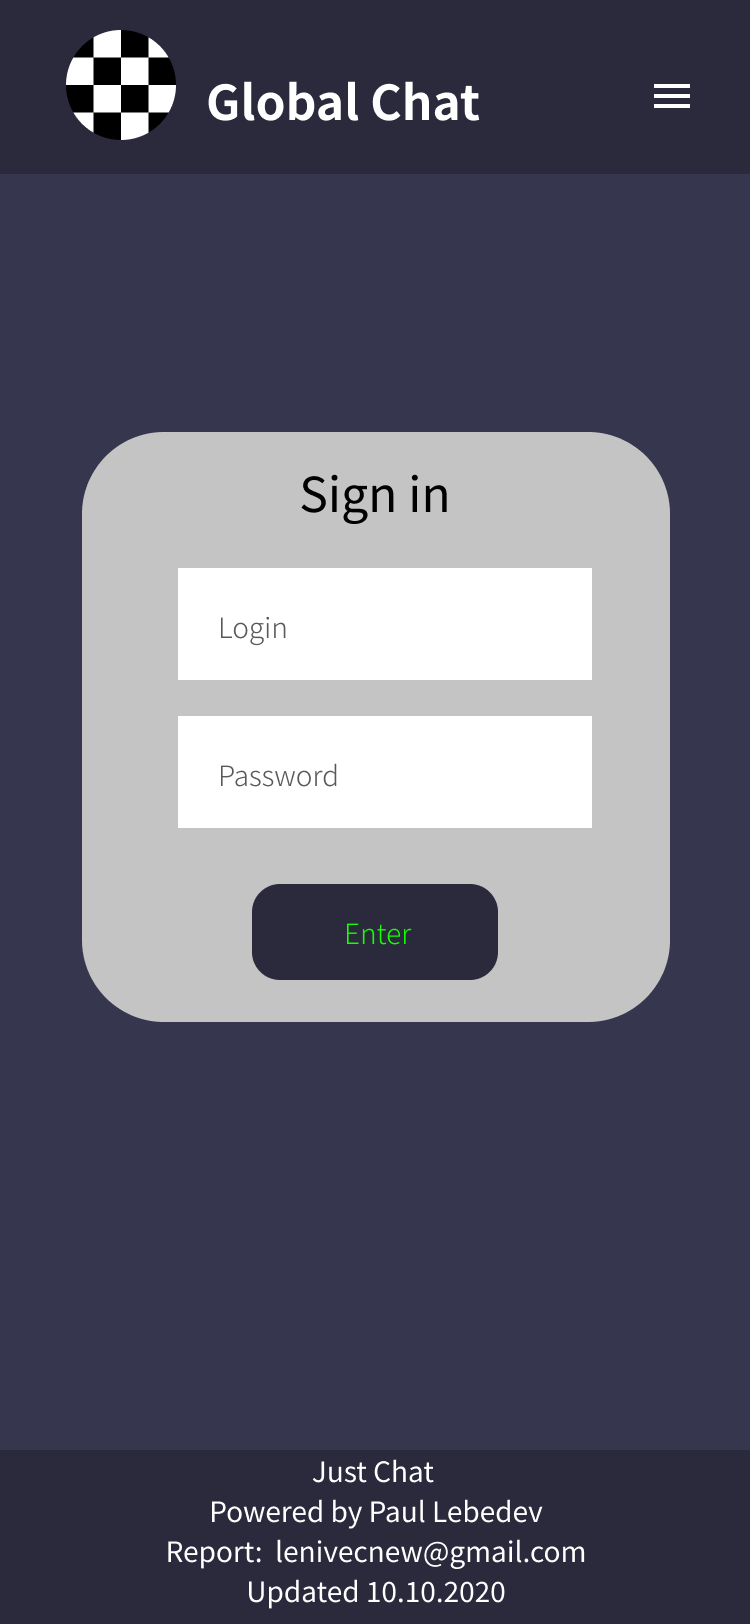 Global Chat
Sign in
Login
Password
Enter
Just Chat
Powered by Paul Lebedev
Report:  lenivecnew@gmail.com
Updated 10.10.2020